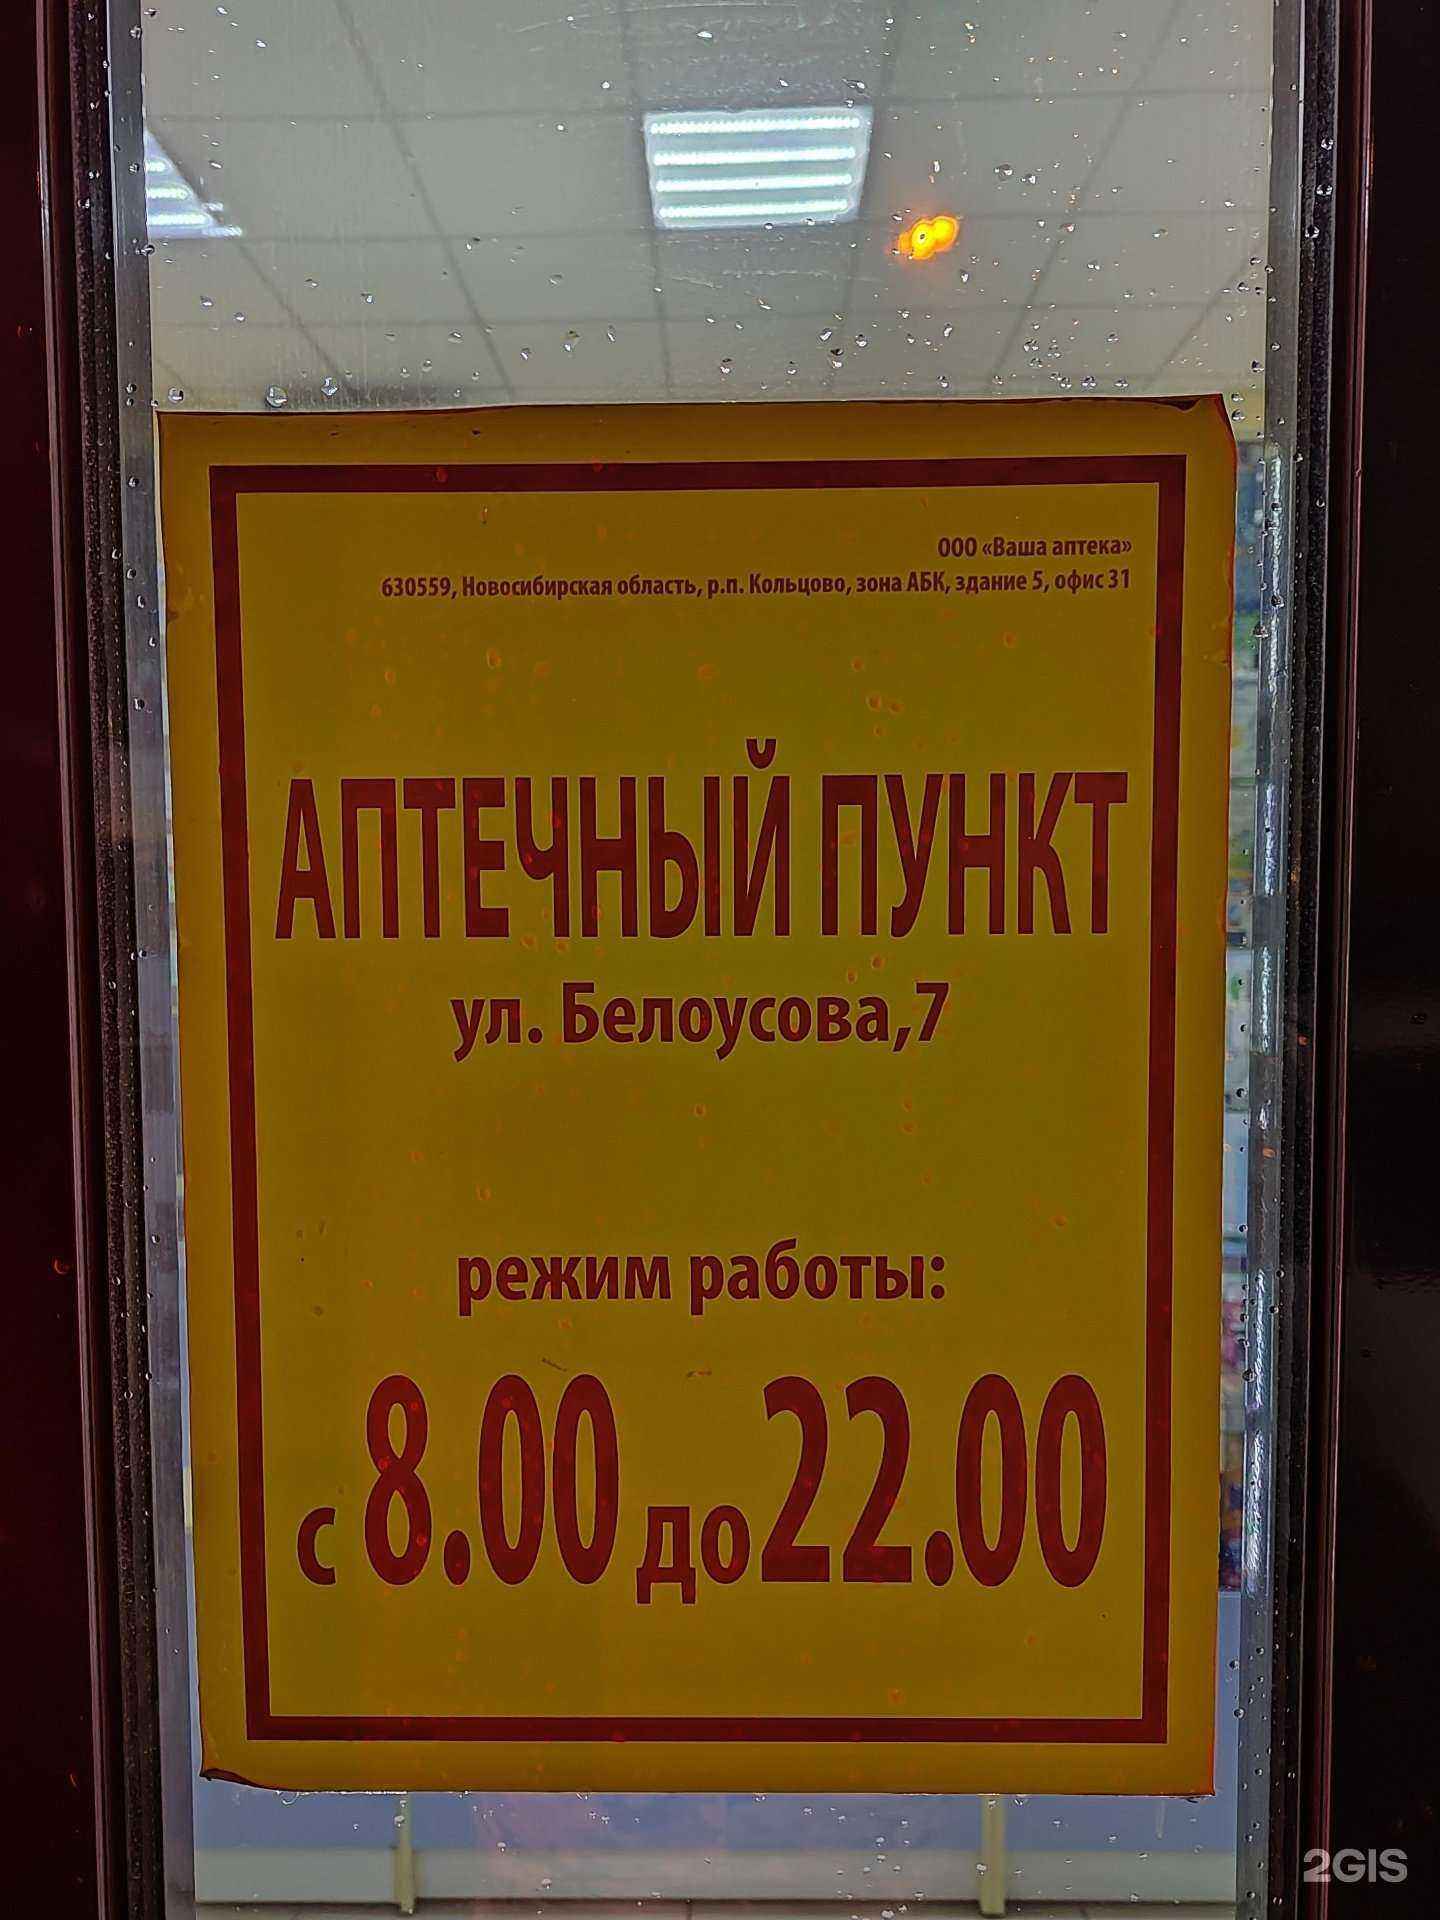 ООО «Ваша аптека»
630559, Новосибирская область, р.п. Кольцово, зона АБК, здание 5, офис 31
АПТЕЧНЫЙ ПУНКТ
ул. Белоусова,7
режим работы:
с 8.00 до 22.00
2GIS